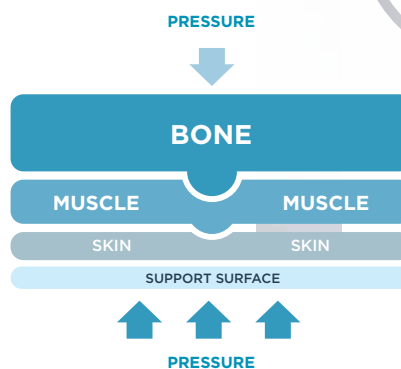 PRESSURE
BONE
MUSCLE MUSCLE
SKIN SKIN
SUPPORT SURFACE
PRESSURE